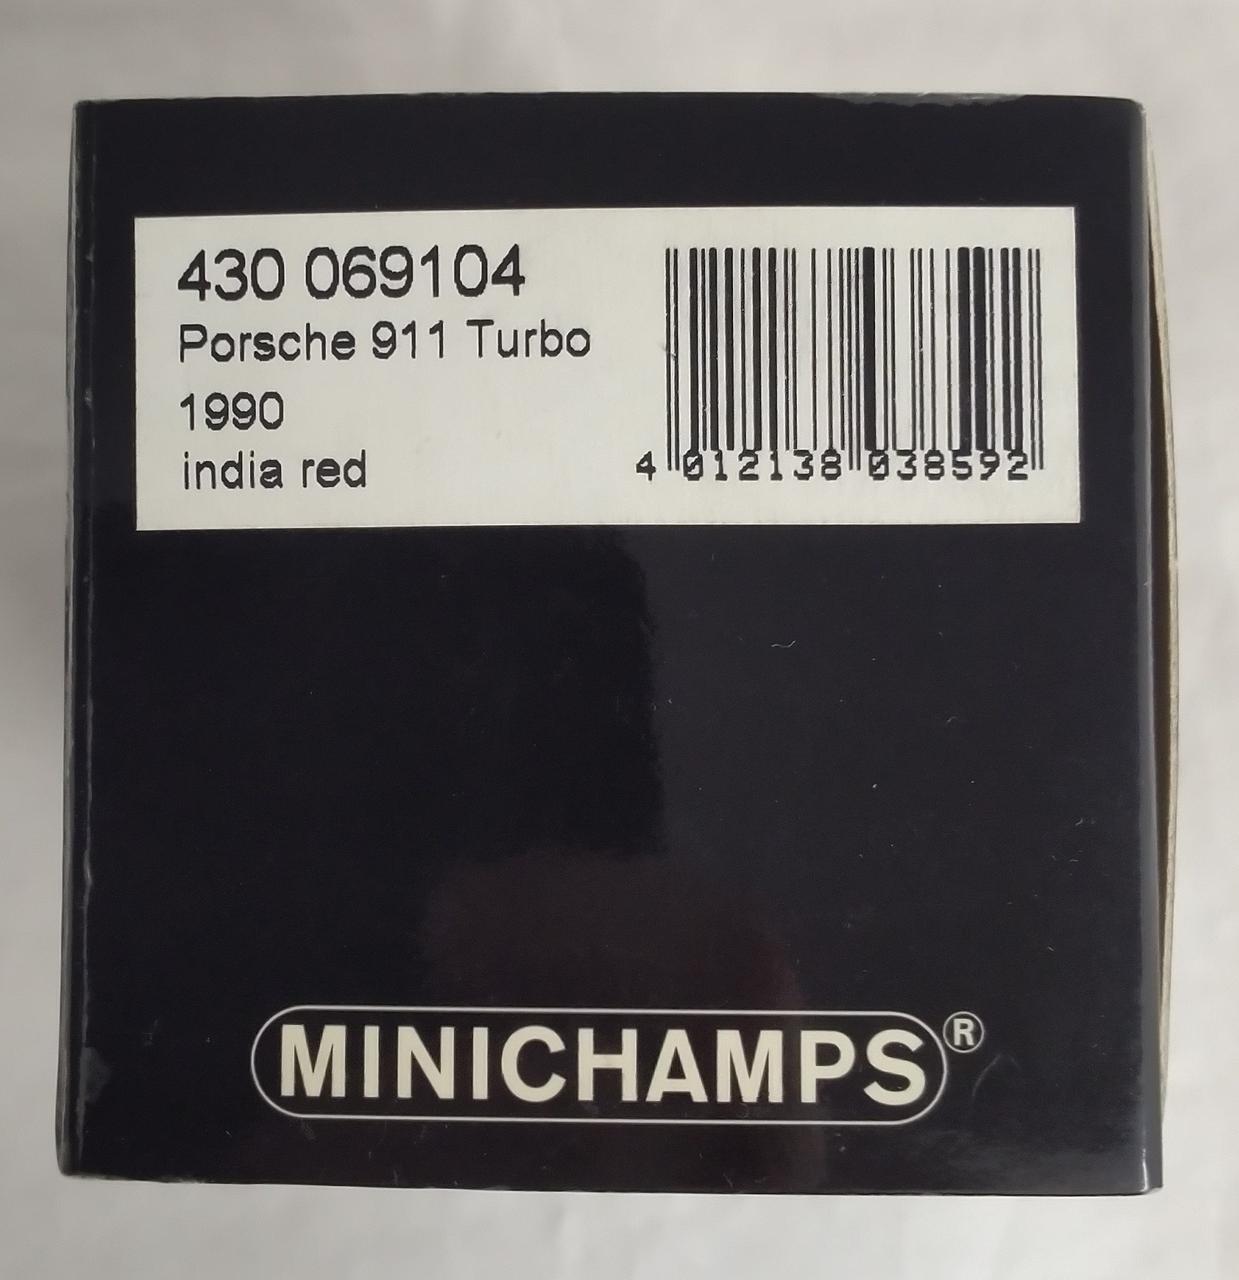 430 069104
Porsche 911 Turbo
1990
india red
4 012138 038592
MINICHAMPS®